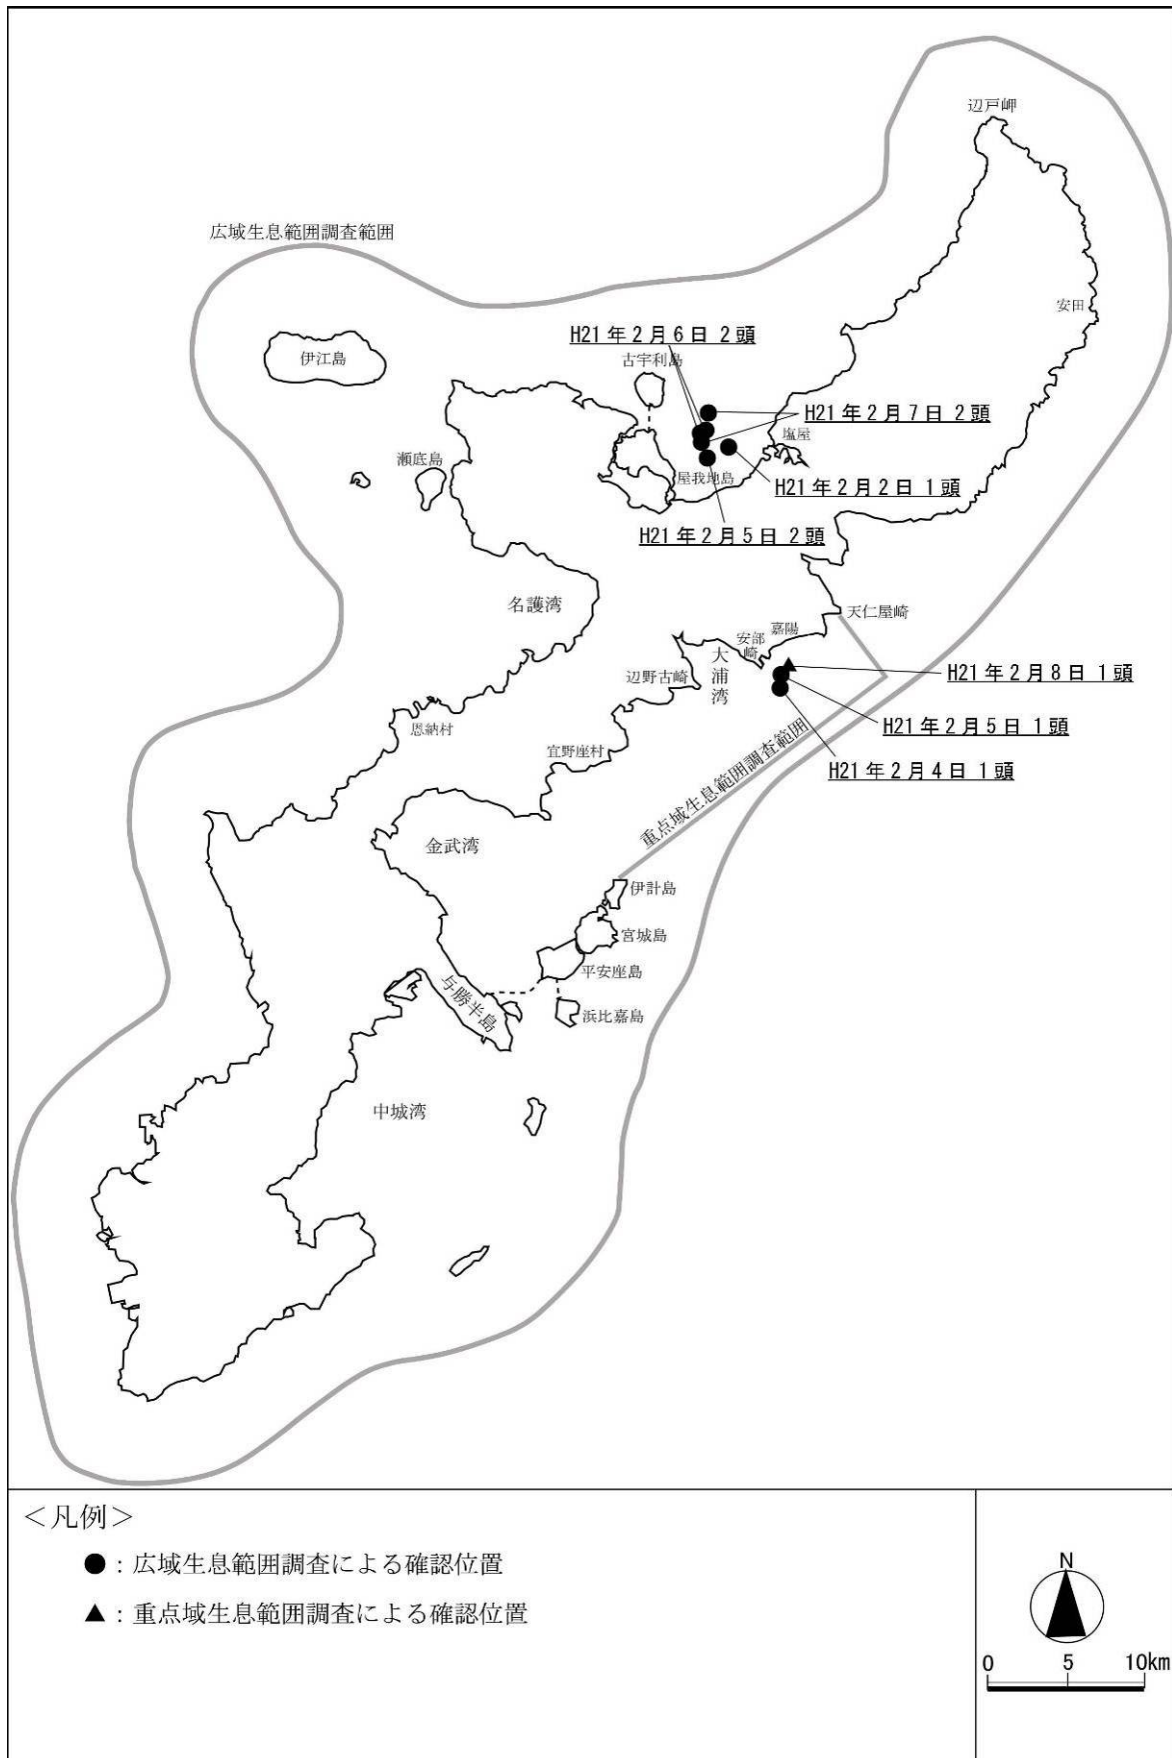 辺戸岬
広域生息範囲調査範囲
安田
H21年2月6日 2頭
伊江島
古宇利島
H21年2月7日 2頭
塩屋
瀬底島
屋我地島
H21年2月2日 1頭
H21年2月5日 2頭
名護湾
天仁屋崎
嘉陽
安部崎
大浦湾
辺野古崎
H21年2月8日 1頭
H21年2月5日 1頭
恩納村
宜野座村
H21年2月4日 1頭
重点域生息範囲調査範囲
金武湾
伊計島
宮城島
平安座島
与勝半島
浜比嘉島
中城湾
<凡例>
●:広域生息範囲調査による確認位置
▲:重点域生息範囲調査による確認位置
N
0 5 10km